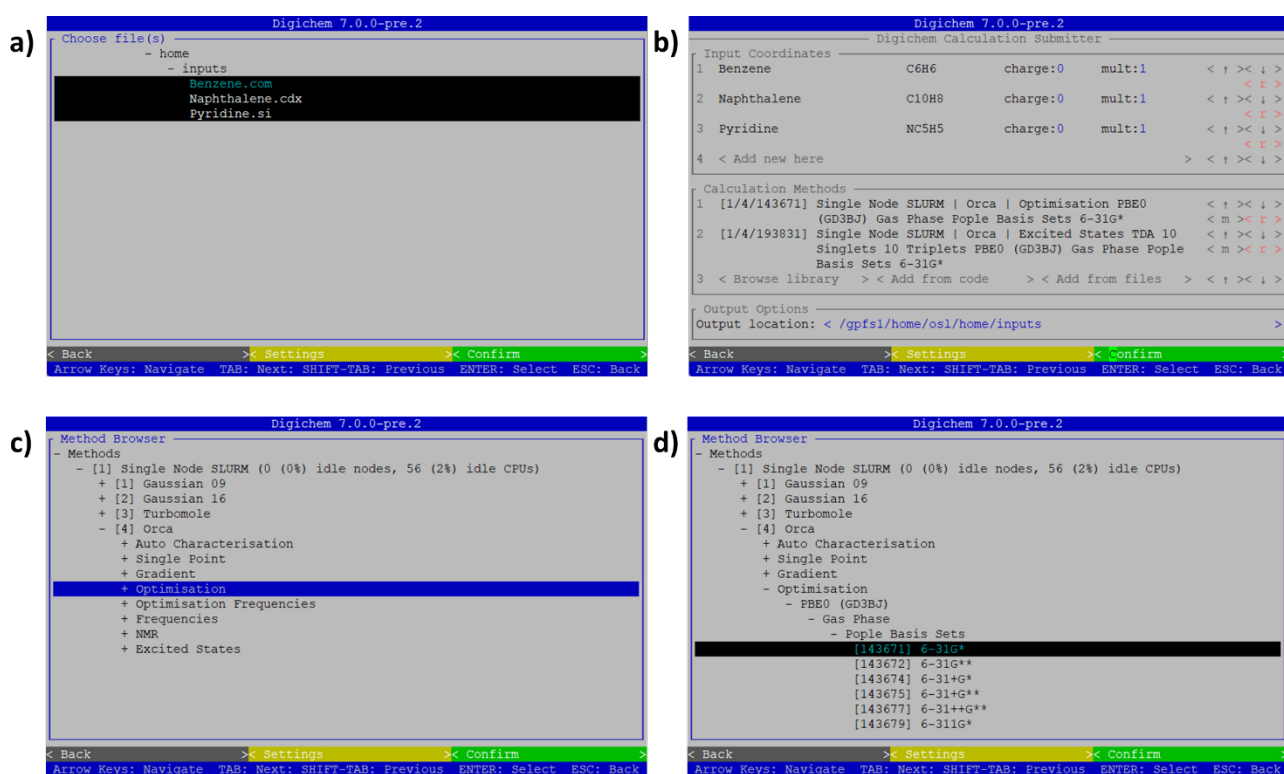 a)
Digichem 7.0.0-pre.2
Choose file(s)
- home
- inputs
Benzene.com
Naphthalene.cdx
Pyridine.si
< Back >< Settings >< Confirm >
Arrow Keys: Navigate TAB: Next: SHIFT-TAB: Previous ENTER: Select ESC: Back
b)
Digichem 7.0.0-pre.2
Digichem Calculation Submitter
Input Coordinates
1 Benzene C6H6 charge:0 mult:1 < ↑ >< ↓ >
< r >
2 Naphthalene C10H8 charge:0 mult:1 < ↑ >< ↓ >
< r >
3 Pyridine NC5H5 charge:0 mult:1 < ↑ >< ↓ >
< r >
4 < Add new here > < ↑ >< ↓ >
Calculation Methods
1 [1/4/143671] Single Node SLURM | Orca | Optimisation PBE0 < ↑ >< ↓ >
(GD3BJ) Gas Phase Pople Basis Sets 6-31G* < m >< r >
2 [1/4/193831] Single Node SLURM | Orca | Excited States TDA 10 < ↑ >< ↓ >
Singlets 10 Triplets PBE0 (GD3BJ) Gas Phase Pople < m >< r >
Basis Sets 6-31G*
3 < Browse library >< Add from code >< Add from files > < ↑ >< ↓ >
Output Options
Output location: < /gpfs1/home/osl/home/inputs >
< Back >< Settings >< Confirm >
Arrow Keys: Navigate TAB: Next: SHIFT-TAB: Previous ENTER: Select ESC: Back
c)
Digichem 7.0.0-pre.2
Method Browser
- Methods
- [1] Single Node SLURM (0 (0%) idle nodes, 56 (2%) idle CPUs)
+ [1] Gaussian 09
+ [2] Gaussian 16
+ [3] Turbomole
- [4] Orca
+ Auto Characterisation
+ Single Point
+ Gradient
+ Optimisation
+ Optimisation Frequencies
+ Frequencies
+ NMR
+ Excited States
< Back >< Settings >< Confirm >
Arrow Keys: Navigate TAB: Next: SHIFT-TAB: Previous ENTER: Select ESC: Back
d)
Digichem 7.0.0-pre.2
Method Browser
- Methods
- [1] Single Node SLURM (0 (0%) idle nodes, 56 (2%) idle CPUs)
+ [1] Gaussian 09
+ [2] Gaussian 16
+ [3] Turbomole
- [4] Orca
+ Auto Characterisation
+ Single Point
+ Gradient
- Optimisation
- PBE0 (GD3BJ)
- Gas Phase
- Pople Basis Sets
[143671] 6-31G*
[143672] 6-31G**
[143674] 6-31+G*
[143675] 6-31+G**
[143677] 6-31++G**
[143679] 6-311G*
< Back >< Settings >< Confirm >
Arrow Keys: Navigate TAB: Next: SHIFT-TAB: Previous ENTER: Select ESC: Back